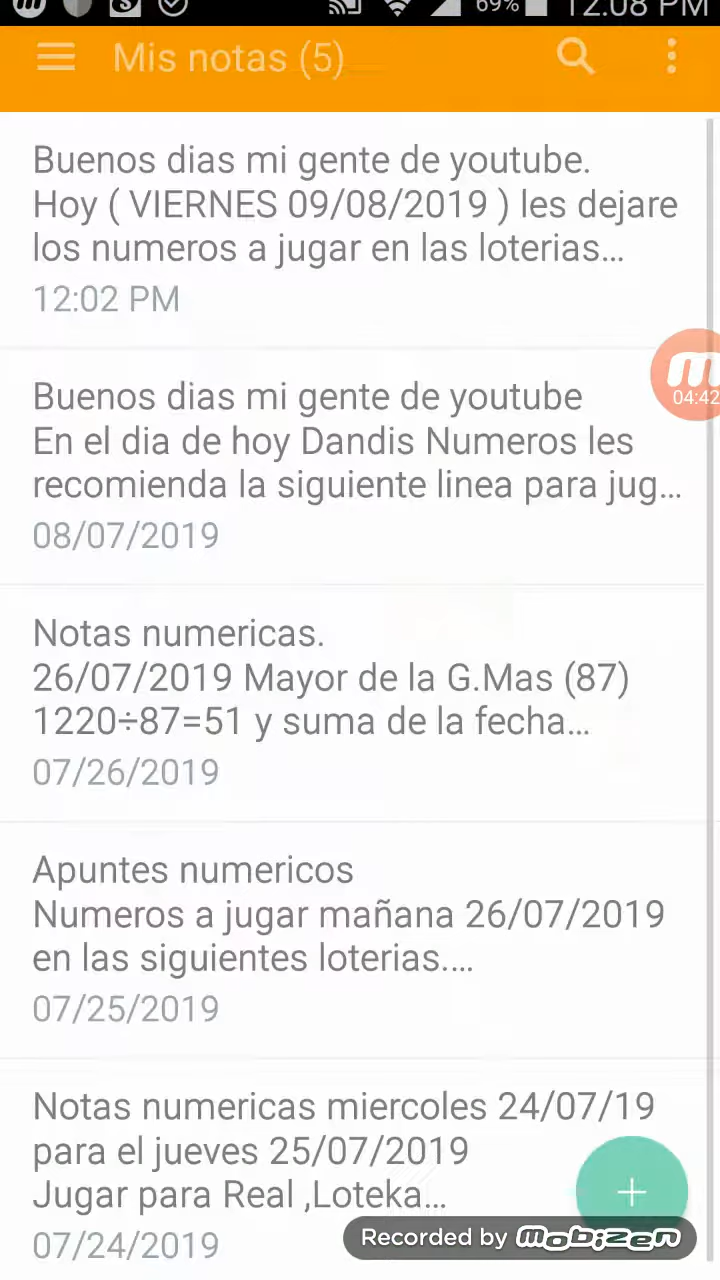 69% 12:08 PM
Mis notas (5)
Buenos dias mi gente de youtube.
Hoy ( VIERNES 09/08/2019 ) les dejare
los numeros a jugar en las loterias...
12:02 PM
04:42
Buenos dias mi gente de youtube
En el dia de hoy Dandis Numeros les
recomienda la siguiente linea para jug...
08/07/2019
Notas numericas.
26/07/2019 Mayor de la G.Mas (87)
1220÷87=51 y suma de la fecha...
07/26/2019
Apuntes numericos
Numeros a jugar mañana 26/07/2019
en las siguientes loterias....
07/25/2019
Notas numericas miercoles 24/07/19
para el jueves 25/07/2019
Jugar para Real ,Loteka...
07/24/2019
Recorded by mobizen